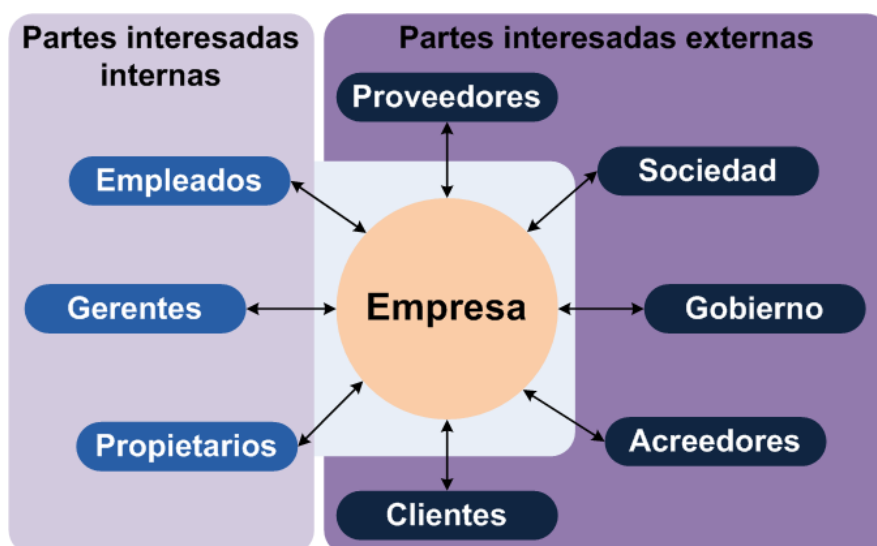 Partes interesadas
internas
Partes interesadas externas
Proveedores
Empleados
Sociedad
Gerentes
Empresa
Gobierno
Propietarios
Acreedores
Clientes